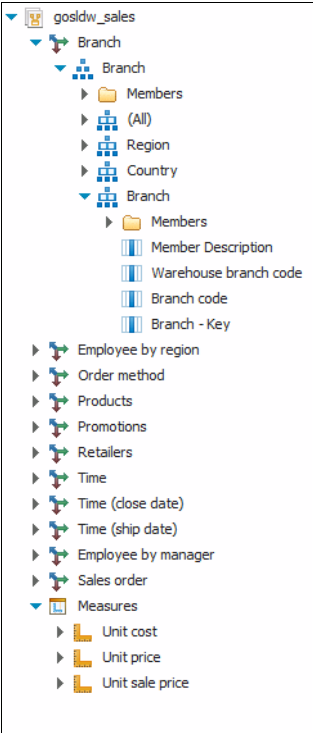 gosldw_sales
Branch
Branch
Members
(All)
Region
Country
Branch
Members
Member Description
Warehouse branch code
Branch code
Branch - Key
Employee by region
Order method
Products
Promotions
Retailers
Time
Time (close date)
Time (ship date)
Employee by manager
Sales order
Measures
Unit cost
Unit price
Unit sale price